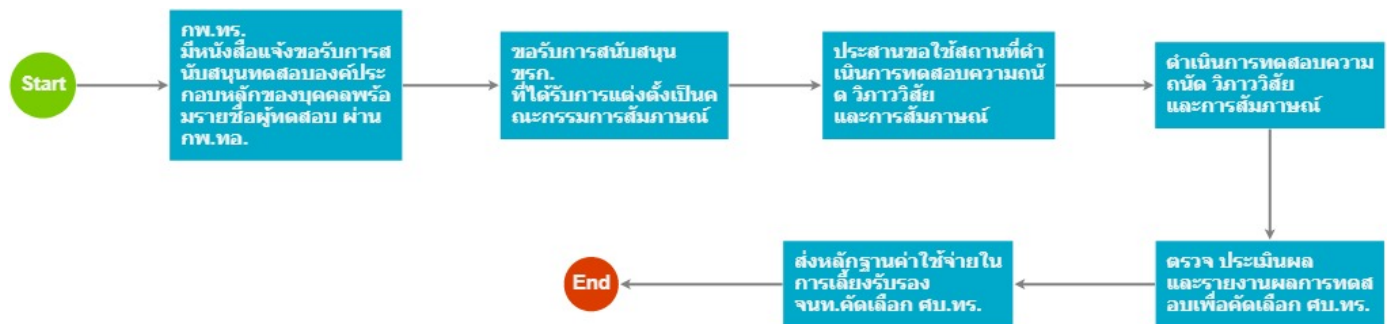 Start
กพ.ทร.
มีหนังสือแจ้งขอรับการส
นับสนุนทดสอบองค์ประ
กอบหลักของบุคคลพร้อ
มรายชื่อผู้ทดสอบ ผ่าน
กพ.ทอ.
ขอรับการสนับสนุน
ขรก.
ที่ได้รับการแต่งตั้งเป็นค
ณะกรรมการสัมภาษณ์
ประสานขอใช้สถานที่ดำ
เนินการทดสอบความถนั
ด วิภาววิสัย
และการสัมภาษณ์
ดำเนินการทดสอบความ
ถนัด วิภาววิสัย
และการสัมภาษณ์
ตรวจ ประเมินผล
และรายงานผลการทดส
อบเพื่อคัดเลือก ศบ.ทร.
ส่งหลักฐานค่าใช้จ่ายใน
การเลี้ยงรับรอง
จนท.คัดเลือก ศบ.ทร.
End